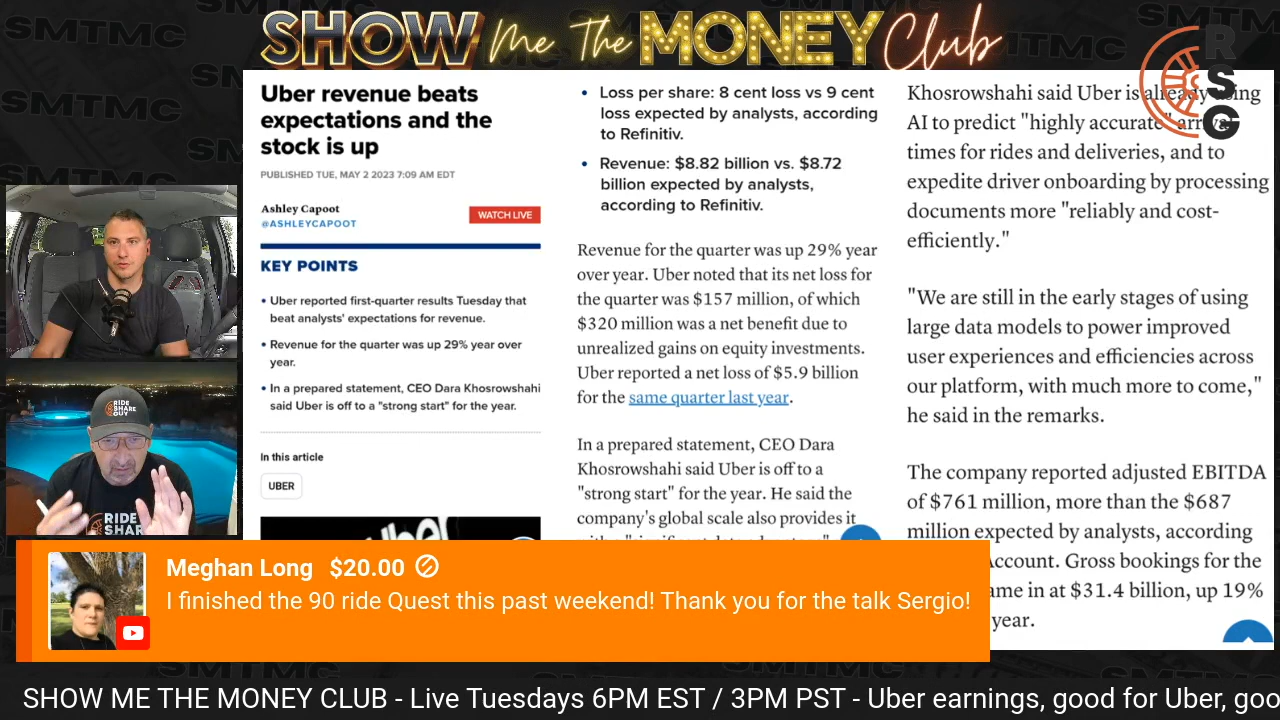 SHOW Me The MONEY Club
RSG
Uber revenue beats
expectations and the
stock is up
PUBLISHED TUE, MAY 2 2023 7:09 AM EDT
Ashley Capoot
@ASHLEYCAPOOT
WATCH LIVE
KEY POINTS
• Uber reported first-quarter results Tuesday that
beat analysts' expectations for revenue.
• Revenue for the quarter was up 29% year over
year.
• In a prepared statement, CEO Dara Khosrowshahi
said Uber is off to a "strong start" for the year.
In this article
UBER
Uber
• Loss per share: 8 cent loss vs 9 cent
loss expected by analysts, according
to Refinitiv.
• Revenue: $8.82 billion vs. $8.72
billion expected by analysts,
according to Refinitiv.
Revenue for the quarter was up 29% year
over year. Uber noted that its net loss for
the quarter was $157 million, of which
$320 million was a net benefit due to
unrealized gains on equity investments.
Uber reported a net loss of $5.9 billion
for the same quarter last year.
In a prepared statement, CEO Dara
Khosrowshahi said Uber is off to a
"strong start" for the year. He said the
company's global scale also provides it
Khosrowshahi said Uber is already using
AI to predict "highly accurate" arrival
times for rides and deliveries, and to
expedite driver onboarding by processing
documents more "reliably and cost-
efficiently."
"We are still in the early stages of using
large data models to power improved
user experiences and efficiencies across
our platform, with much more to come,"
he said in the remarks.
The company reported adjusted EBITDA
of $761 million, more than the $687
million expected by analysts, according
Account. Gross bookings for the
ame in at $31.4 billion, up 19%
year.
RIDE
SHARE
GUY
RIDE
SHAR
Meghan Long $20.00
I finished the 90 ride Quest this past weekend! Thank you for the talk Sergio!
SHOW ME THE MONEY CLUB - Live Tuesdays 6PM EST / 3PM PST - Uber earnings, good for Uber, goo